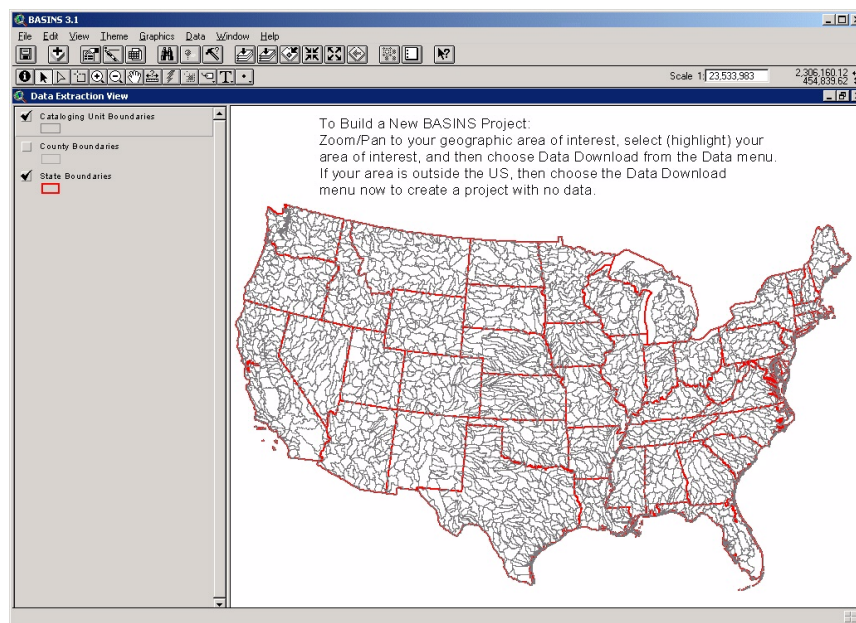 BASINS 3.1
File Edit View Theme Graphics Data Window Help
Scale 1: 23,533,983
2,306,160.12
454,839.62
Data Extraction View
Cataloging Unit Boundaries
County Boundaries
State Boundaries
To Build a New BASINS Project:
Zoom/Pan to your geographic area of interest, select (highlight) your
area of interest, and then choose Data Download from the Data menu.
If your area is outside the US, then choose the Data Download
menu now to create a project with no data.